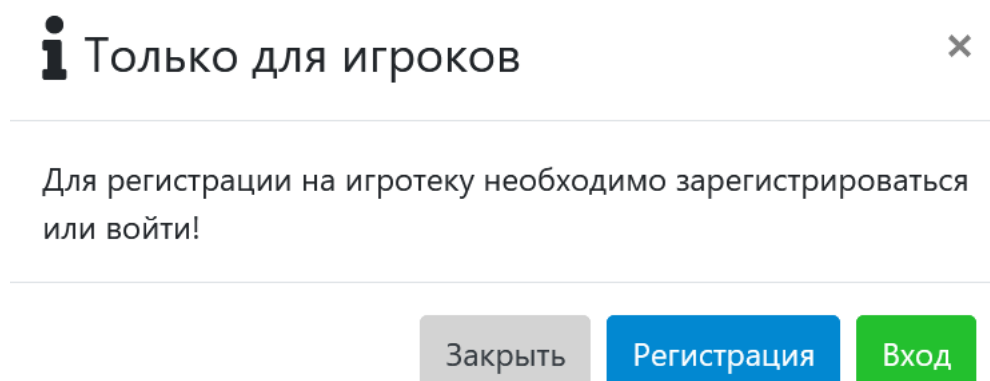 Только для игроков
×
Для регистрации на игротеку необходимо зарегистрироваться
или войти!
Закрыть Регистрация Вход